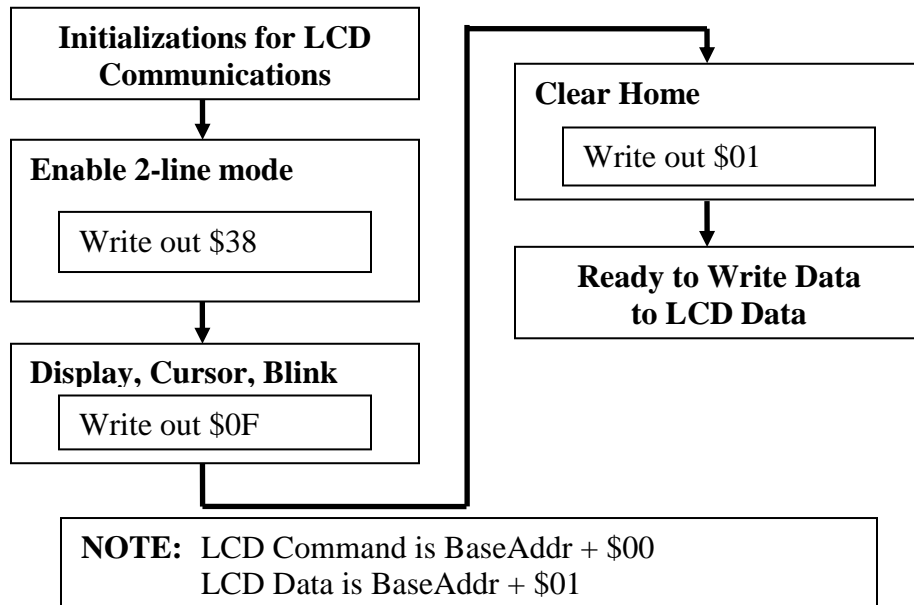 Initializations for LCD
Communications
Enable 2-line mode
Write out $38
Display, Cursor, Blink
Write out $0F
Clear Home
Write out $01
Ready to Write Data
to LCD Data
NOTE: LCD Command is BaseAddr + $00
LCD Data is BaseAddr + $01